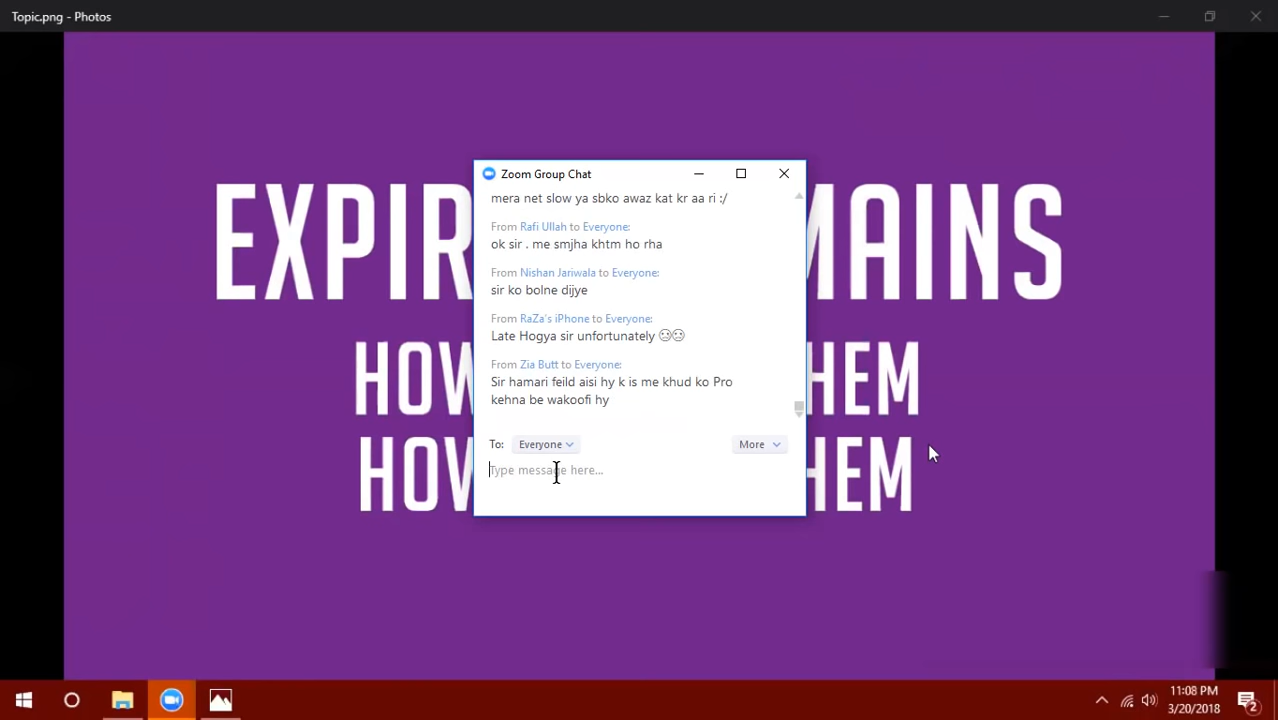 Topic.png - Photos
EXPIR MAINS
HOW HEM
HOW HEM
Zoom Group Chat
mera net slow ya sbko awaz kat kr aa ri :/
From Rafi Ullah to Everyone:
ok sir . me smjha khtm ho rha
From Nishan Jariwala to Everyone:
sir ko bolne dijye
From RaZa's iPhone to Everyone:
Late Hogya sir unfortunately 😥😥
From Zia Butt to Everyone:
Sir hamari feild aisi hy k is me khud ko Pro
kehna be wakoofi hy
To: Everyone More
Type message here...
11:08 PM
3/20/2018
2